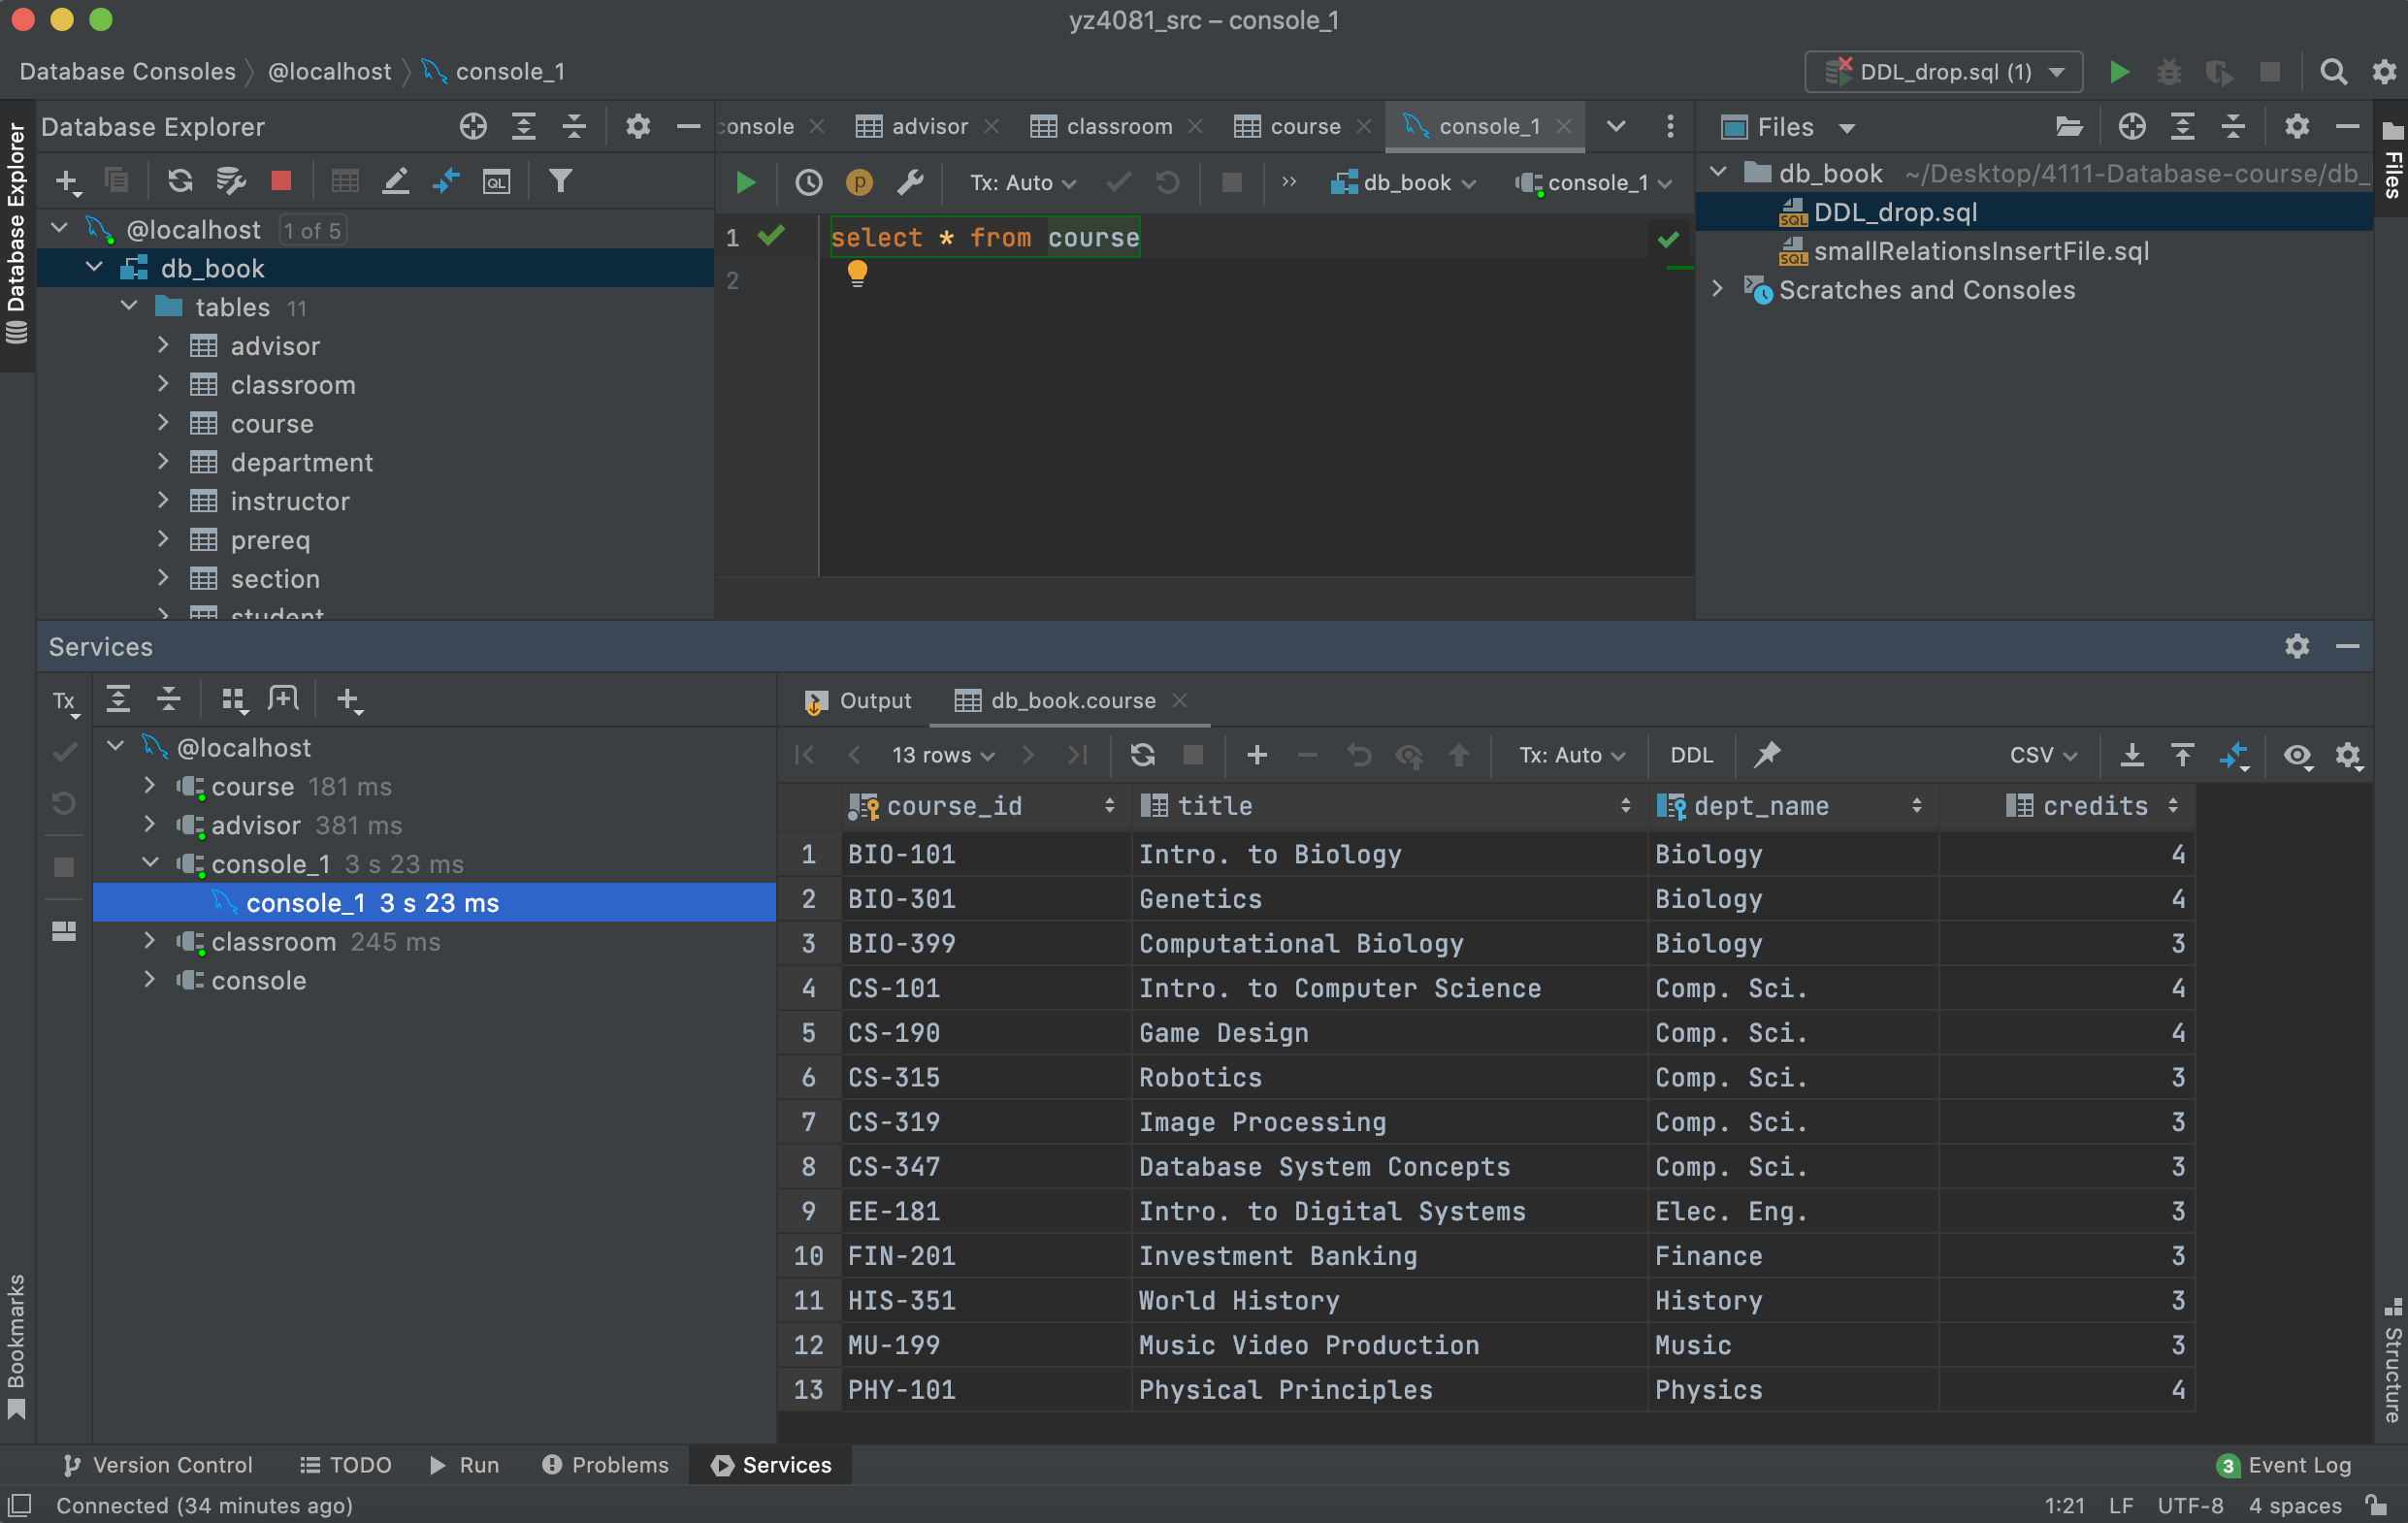 yz4081_src – console_1
Database Consoles @localhost console_1 DDL_drop.sql (1)
Database Explorer
console advisor classroom course console_1
Files
Tx: Auto db_book console_1
@localhost 1 of 5
db_book
tables 11
advisor
classroom
course
department
instructor
prereq
section
student
1 select * from course
2
db_book ~/Desktop/4111-Database-course/db_
DDL_drop.sql
smallRelationsInsertFile.sql
Scratches and Consoles
Database Explorer
Files
Services
Tx
@localhost
course 181 ms
advisor 381 ms
console_1 3 s 23 ms
console_1 3 s 23 ms
classroom 245 ms
console
Output db_book.course
13 rows Tx: Auto DDL CSV
course_id title dept_name credits
1 BIO-101 Intro. to Biology Biology 4
2 BIO-301 Genetics Biology 4
3 BIO-399 Computational Biology Biology 3
4 CS-101 Intro. to Computer Science Comp. Sci. 4
5 CS-190 Game Design Comp. Sci. 4
6 CS-315 Robotics Comp. Sci. 3
7 CS-319 Image Processing Comp. Sci. 3
8 CS-347 Database System Concepts Comp. Sci. 3
9 EE-181 Intro. to Digital Systems Elec. Eng. 3
10 FIN-201 Investment Banking Finance 3
11 HIS-351 World History History 3
12 MU-199 Music Video Production Music 3
13 PHY-101 Physical Principles Physics 4
Bookmarks
Structure
Version Control TODO Run Problems Services 3 Event Log
Connected (34 minutes ago) 1:21 LF UTF-8 4 spaces